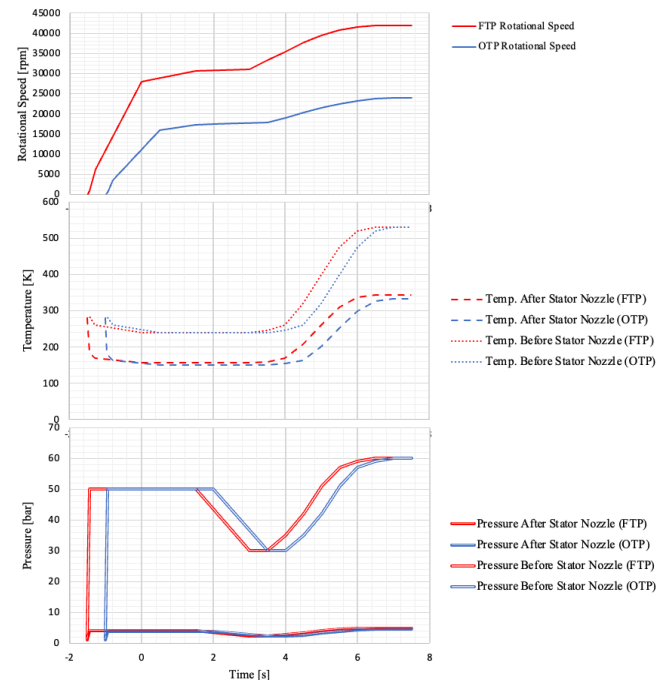 45000
40000
35000
30000
25000
20000
15000
10000
5000
0
Rotational Speed [rpm]
FTP Rotational Speed
OTP Rotational Speed
600
500
400
300
200
100
0
Temperature [K]
Temp. After Stator Nozzle (FTP)
Temp. After Stator Nozzle (OTP)
Temp. Before Stator Nozzle (FTP)
Temp. Before Stator Nozzle (OTP)
70
60
50
40
30
20
10
0
Pressure [bar]
Pressure After Stator Nozzle (FTP)
Pressure After Stator Nozzle (OTP)
Pressure Before Stator Nozzle (FTP)
Pressure Before Stator Nozzle (OTP)
-2 0 2 4 6 8
Time [s]